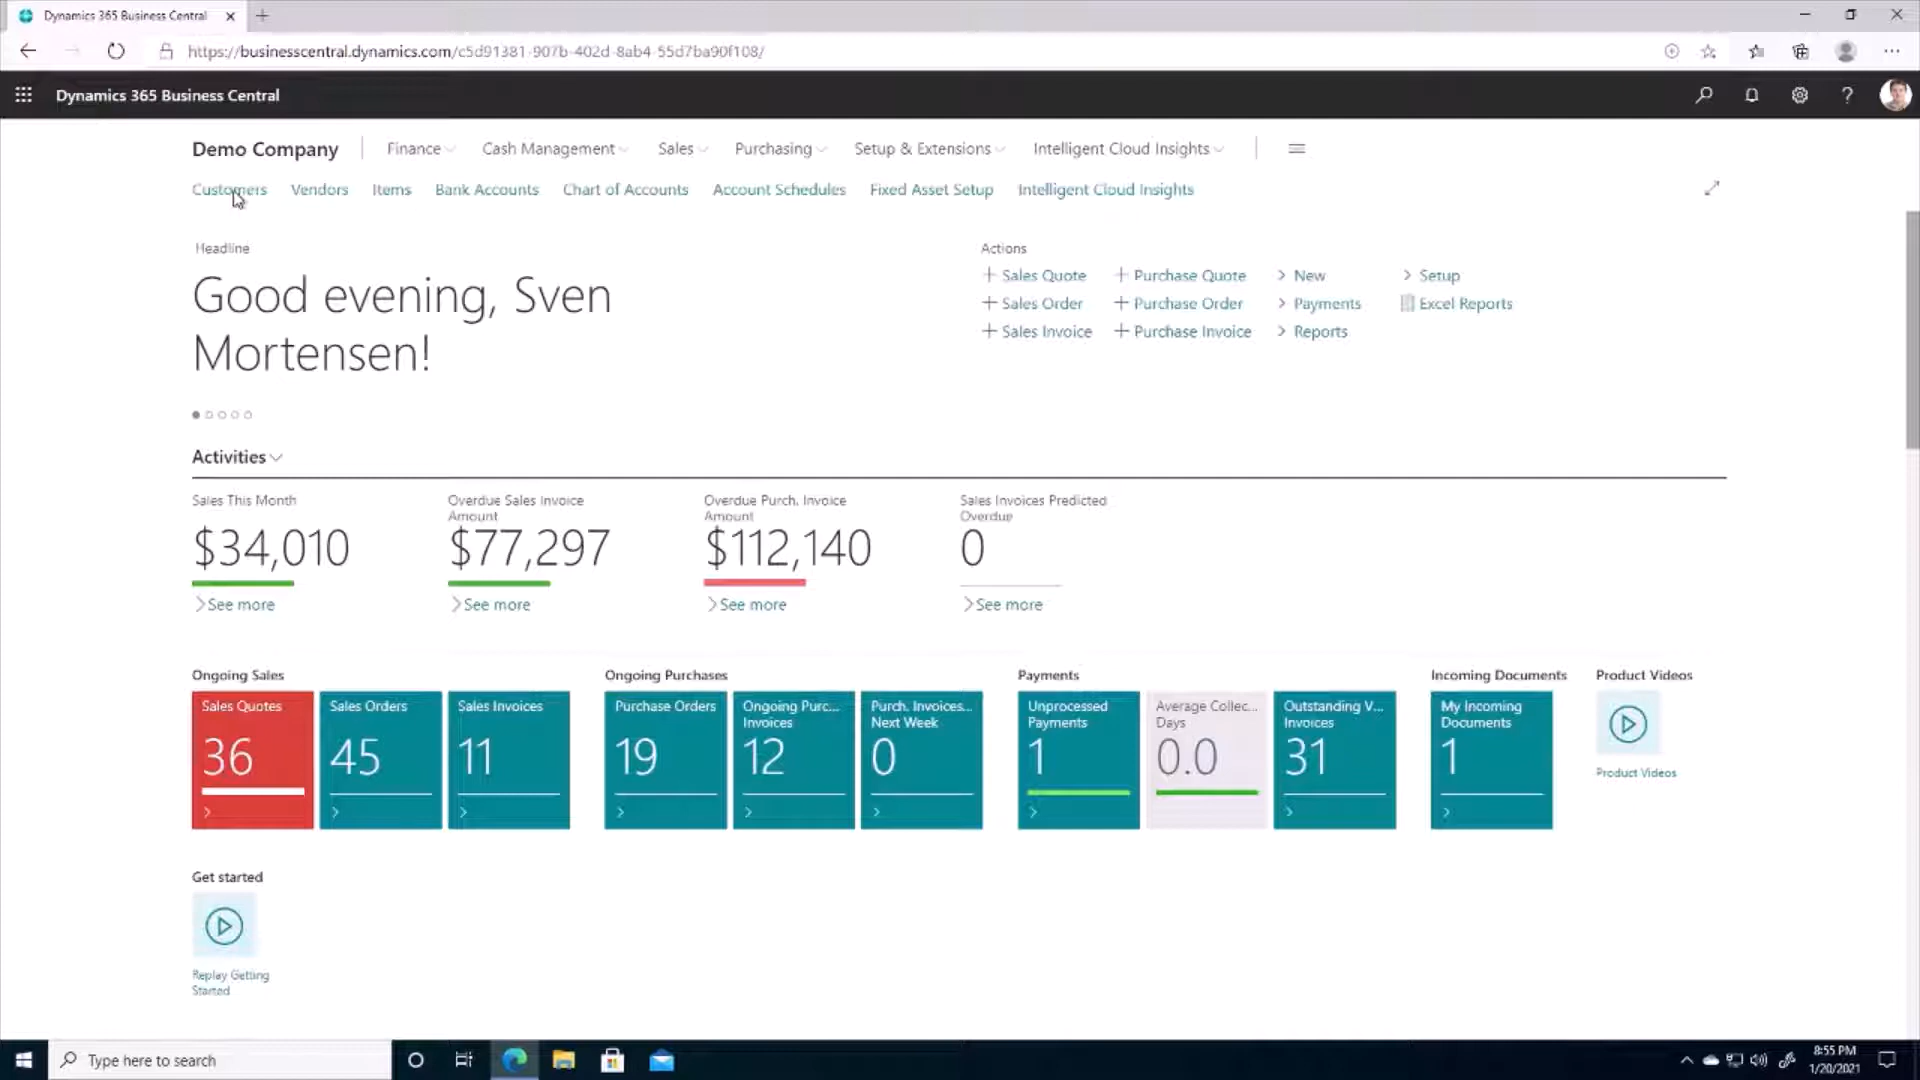 Dynamics 365 Business Central
https://businesscentral.dynamics.com/c5d91381-907b-402d-8ab4-55d7ba90f108/
Dynamics 365 Business Central
Demo Company
Finance
Cash Management
Sales
Purchasing
Setup & Extensions
Intelligent Cloud Insights
Customers
Vendors
Items
Bank Accounts
Chart of Accounts
Account Schedules
Fixed Asset Setup
Intelligent Cloud Insights
Headline
Good evening, Sven
Mortensen!
Actions
Sales Quote
Purchase Quote
New
Setup
Sales Order
Purchase Order
Payments
Excel Reports
Sales Invoice
Purchase Invoice
Reports
Activities
Sales This Month
$34,010
See more
Overdue Sales Invoice
Amount
$77,297
See more
Overdue Purch. Invoice
Amount
$112,140
See more
Sales Invoices Predicted
Overdue
0
See more
Ongoing Sales
Sales Quotes
36
Sales Orders
45
Sales Invoices
11
Ongoing Purchases
Purchase Orders
19
Ongoing Purc...
Invoices
12
Purch. Invoices...
Next Week
0
Payments
Unprocessed
Payments
1
Average Collec...
Days
0.0
Outstanding V...
Invoices
31
Incoming Documents
My Incoming
Documents
1
Product Videos
Product Videos
Get started
Replay Getting
Started
Type here to search
8:55 PM
1/20/2021